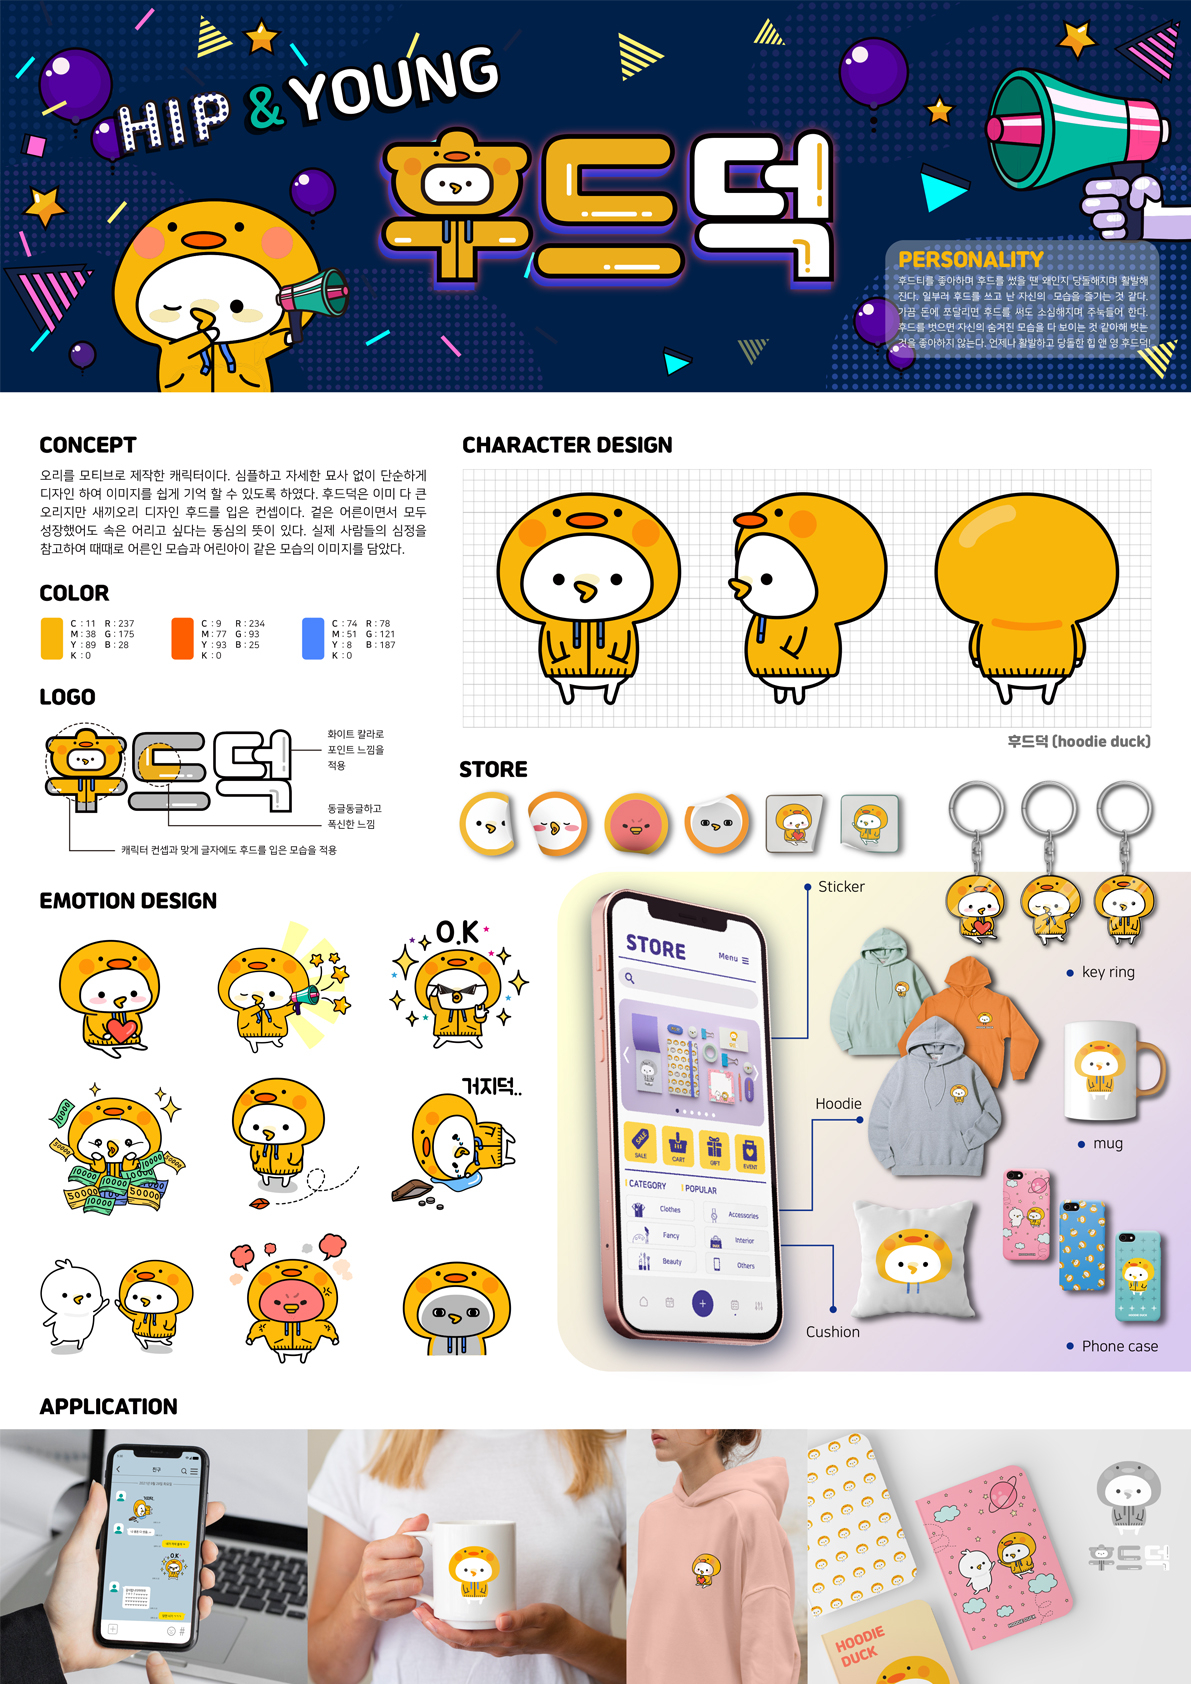 HIP & YOUNG
후드덕
PERSONALITY
후드티를 좋아하며 후드를 썼을 땐 왜인지 당돌해지며 활발해
진다. 일부러 후드를 쓰고 난 자신의 모습을 즐기는 것 같다.
가끔 돈에 쪼달리면 후드를 써도 소심해지며 주눅들어 한다.
후드를 벗으면 자신의 숨겨진 모습을 다 보이는 것 같아해 벗는
것을 좋아하지 않는다. 언제나 활발하고 당돌한 힙 앤 영 후드덕!
CONCEPT
오리를 모티브로 제작한 캐릭터이다. 심플하고 자세한 묘사 없이 단순하게
디자인 하여 이미지를 쉽게 기억 할 수 있도록 하였다. 후드덕은 이미 다 큰
오리지만 새끼오리 디자인 후드를 입은 컨셉이다. 겉은 어른이면서 모두
성장했어도 속은 어리고 싶다는 동심의 뜻이 있다. 실제 사람들의 심정을
참고하여 때때로 어른인 모습과 어린아이 같은 모습의 이미지를 담았다.
COLOR
C : 11 R : 237
M : 38 G : 175
Y : 89 B : 28
K : 0
C : 9 R : 234
M : 77 G : 93
Y : 93 B : 25
K : 0
C : 74 R : 78
M : 51 G : 121
Y : 8 B : 187
K : 0
LOGO
후드덕
화이트 칼라로
포인트 느낌을
적용
동글동글하고
폭신한 느낌
캐릭터 컨셉과 맞게 글자에도 후드를 입은 모습을 적용
CHARACTER DESIGN
후드덕 (hoodie duck)
STORE
EMOTION DESIGN
O.K
거지덕..
10000
50000
Sticker
key ring
Hoodie
mug
Cushion
Phone case
STORE
Menu
SALE
SALE
CART
GIFT
EVENT
CATEGORY
POPULAR
Clothes
Accessories
Fancy
Interior
Beauty
Others
APPLICATION
친구
O.K
HOODIE DUCK
HOODIE
DUCK
후드덕